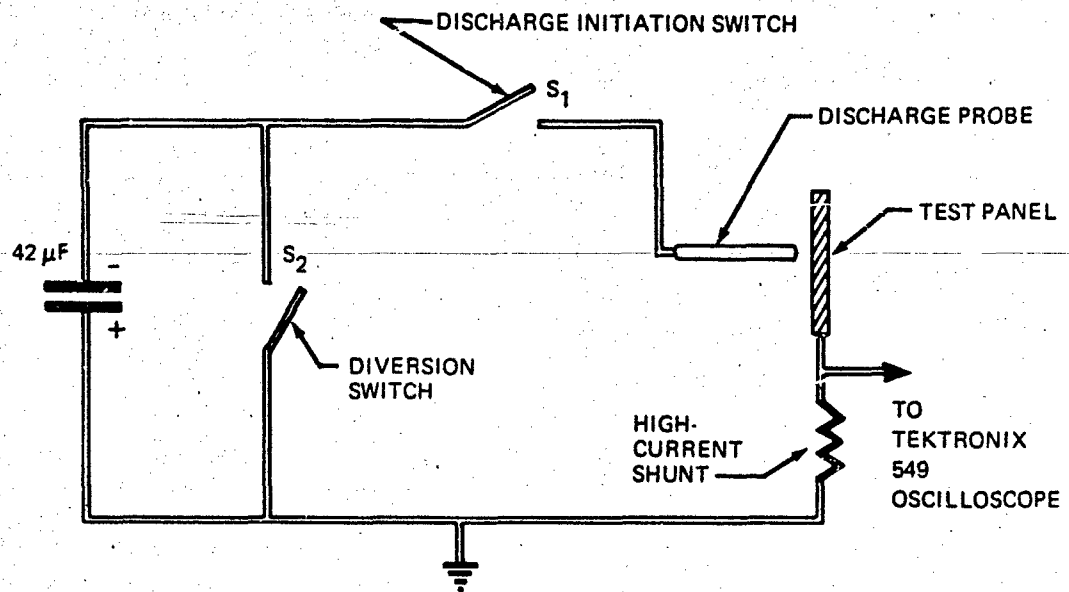 DISCHARGE INITIATION SWITCH
S1
DISCHARGE PROBE
TEST PANEL
42 µF
-
+
S2
DIVERSION
SWITCH
HIGH-
CURRENT
SHUNT
TO
TEKTRONIX
549
OSCILLOSCOPE